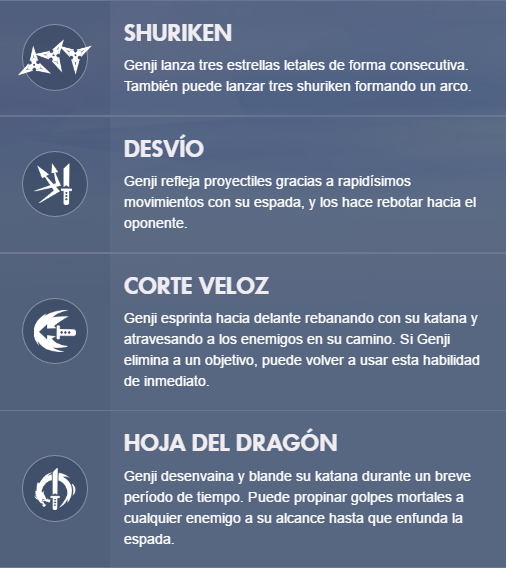 SHURIKEN
Genji lanza tres estrellas letales de forma consecutiva.
También puede lanzar tres shuriken formando un arco.
DESVÍO
Genji refleja proyectiles gracias a rapidísimos
movimientos con su espada, y los hace rebotar hacia el
oponente.
CORTE VELOZ
Genji esprinta hacia delante rebanando con su katana y
atravesando a los enemigos en su camino. Si Genji
elimina a un objetivo, puede volver a usar esta habilidad
de inmediato.
HOJA DEL DRAGÓN
Genji desenvaina y blande su katana durante un breve
período de tiempo. Puede propinar golpes mortales a
cualquier enemigo a su alcance hasta que enfunda la
espada.